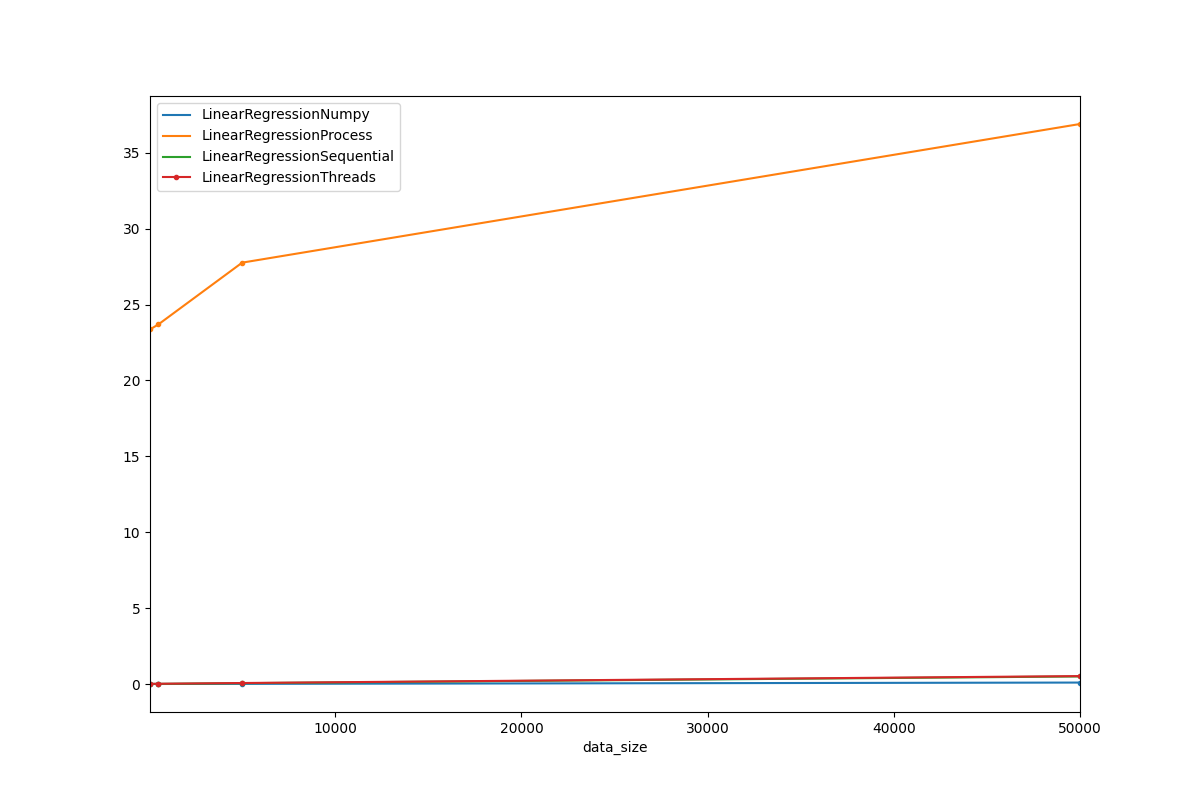 LinearRegressionNumpy
LinearRegressionProcess
LinearRegressionSequential
LinearRegressionThreads
35
30
25
20
15
10
5
0
10000 20000 30000 40000 50000
data_size